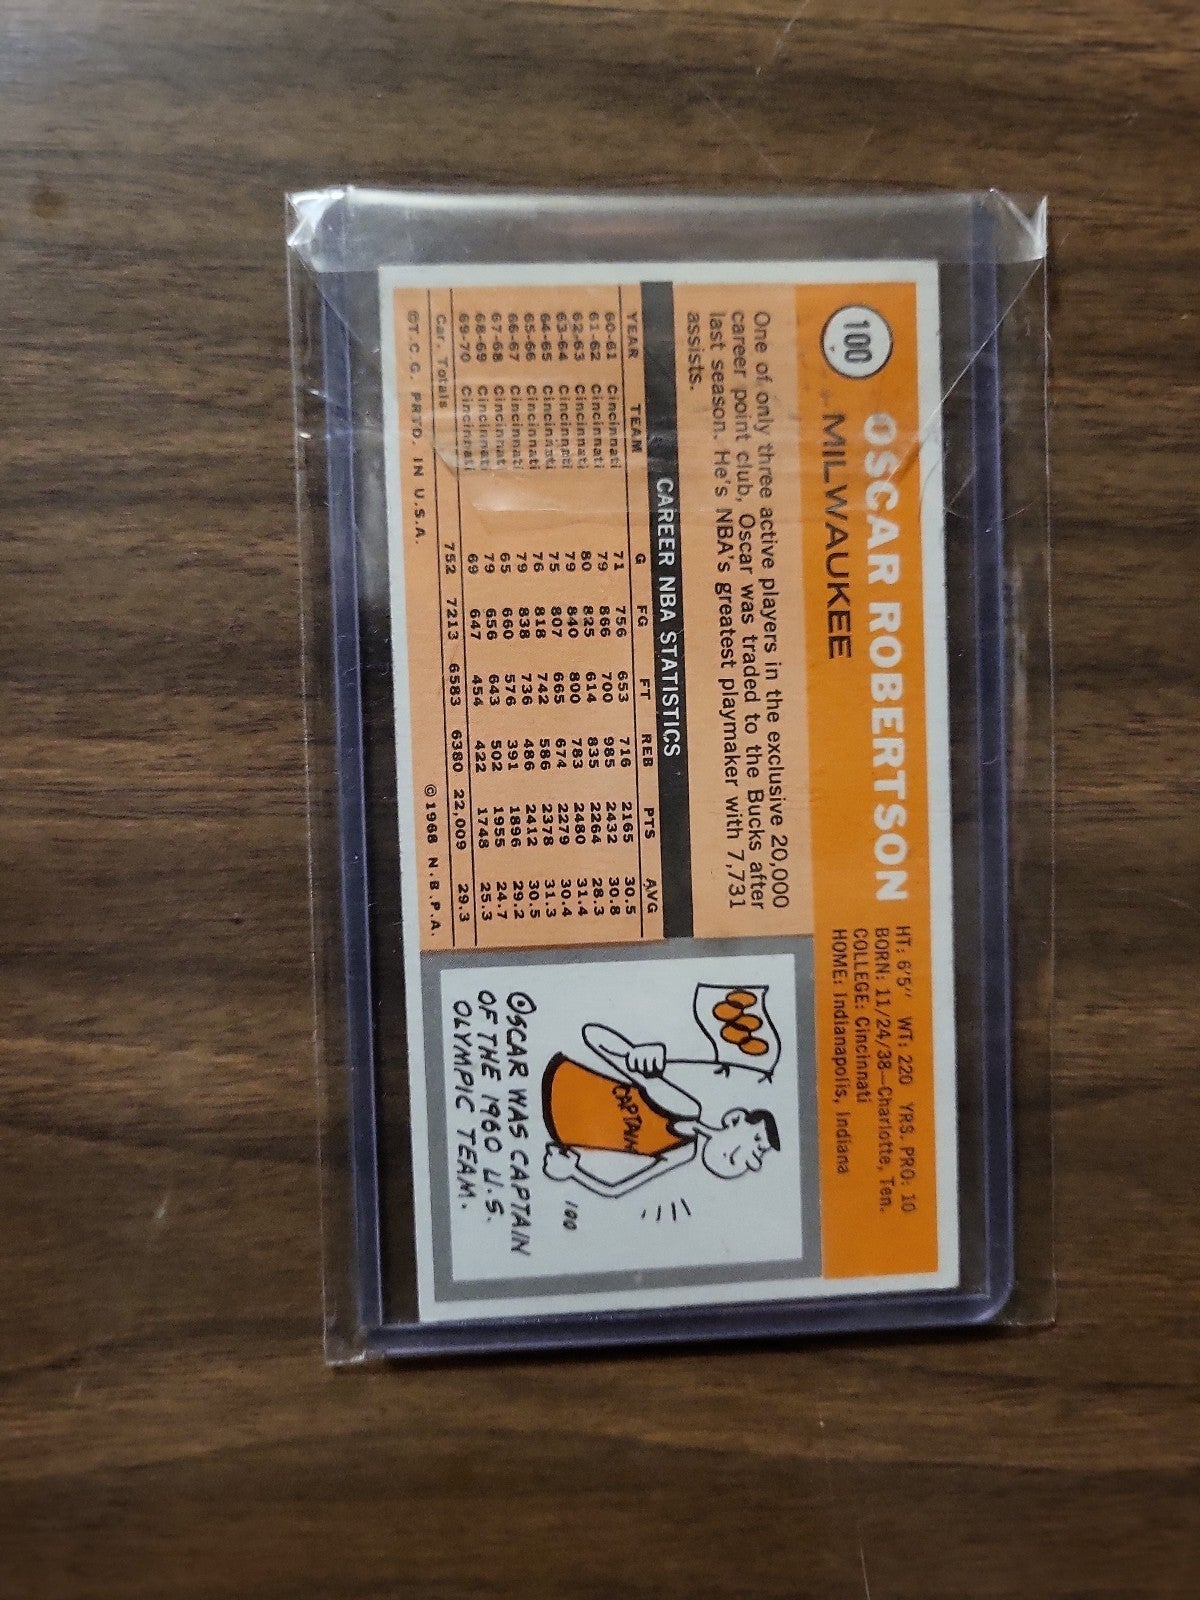 100
OSCAR ROBERTSON
MILWAUKEE
HT: 6'5" WT: 220 YRS. PRO: 10
BORN: 11/24/38—Charlotte, Ten.
COLLEGE: Cincinnati
HOME: Indianapolis, Indiana
One of only three active players in the exclusive 20,000
career point club, Oscar was traded to the Bucks after
last season. He's NBA's greatest playmaker with 7,731
assists.
CAREER NBA STATISTICS
YEAR TEAM G FG FT REB PTS AVG
60-61 Cincinnati 71 756 653 716 2165 30.5
61-62 Cincinnati 79 866 700 985 2432 30.8
62-63 Cincinnati 80 825 614 835 2264 28.3
63-64 Cincinnati 79 840 800 783 2480 31.4
64-65 Cincinnati 75 807 665 674 2279 30.4
65-66 Cincinnati 76 818 742 586 2378 31.3
66-67 Cincinnati 79 838 736 486 2412 30.5
67-68 Cincinnati 65 660 576 391 1896 29.2
68-69 Cincinnati 79 656 643 502 1955 24.7
69-70 Cincinnati 69 647 454 422 1748 25.3
Car. Totals 752 7213 6583 6380 22,009 29.3
©T.C.G. PRTD. IN U.S.A.
©1968 N.B.P.A.
CAPTAIN
100
OSCAR WAS CAPTAIN
OF THE 1960 U.S.
OLYMPIC TEAM.